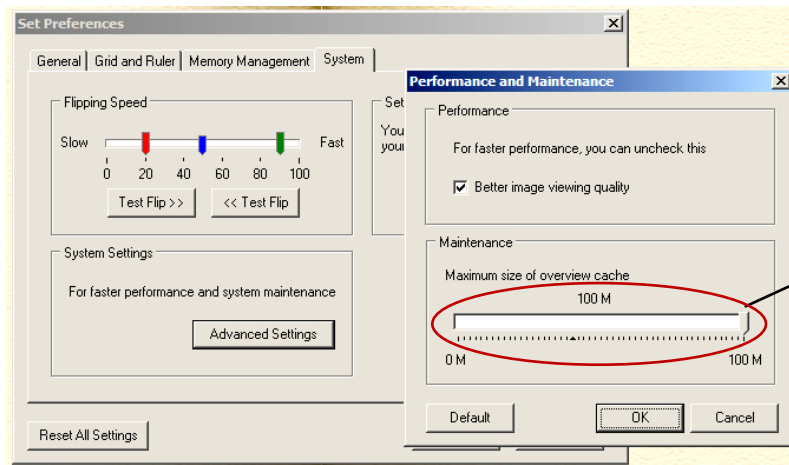 Set Preferences
General
Grid and Ruler
Memory Management
System
Flipping Speed
Slow
Fast
0 20 40 60 80 100
Test Flip >>
<< Test Flip
Set
You
your
System Settings
For faster performance and system maintenance
Advanced Settings
Reset All Settings
Performance and Maintenance
Performance
For faster performance, you can uncheck this
Better image viewing quality
Maintenance
Maximum size of overview cache
100 M
0 M
100 M
Default
OK
Cancel